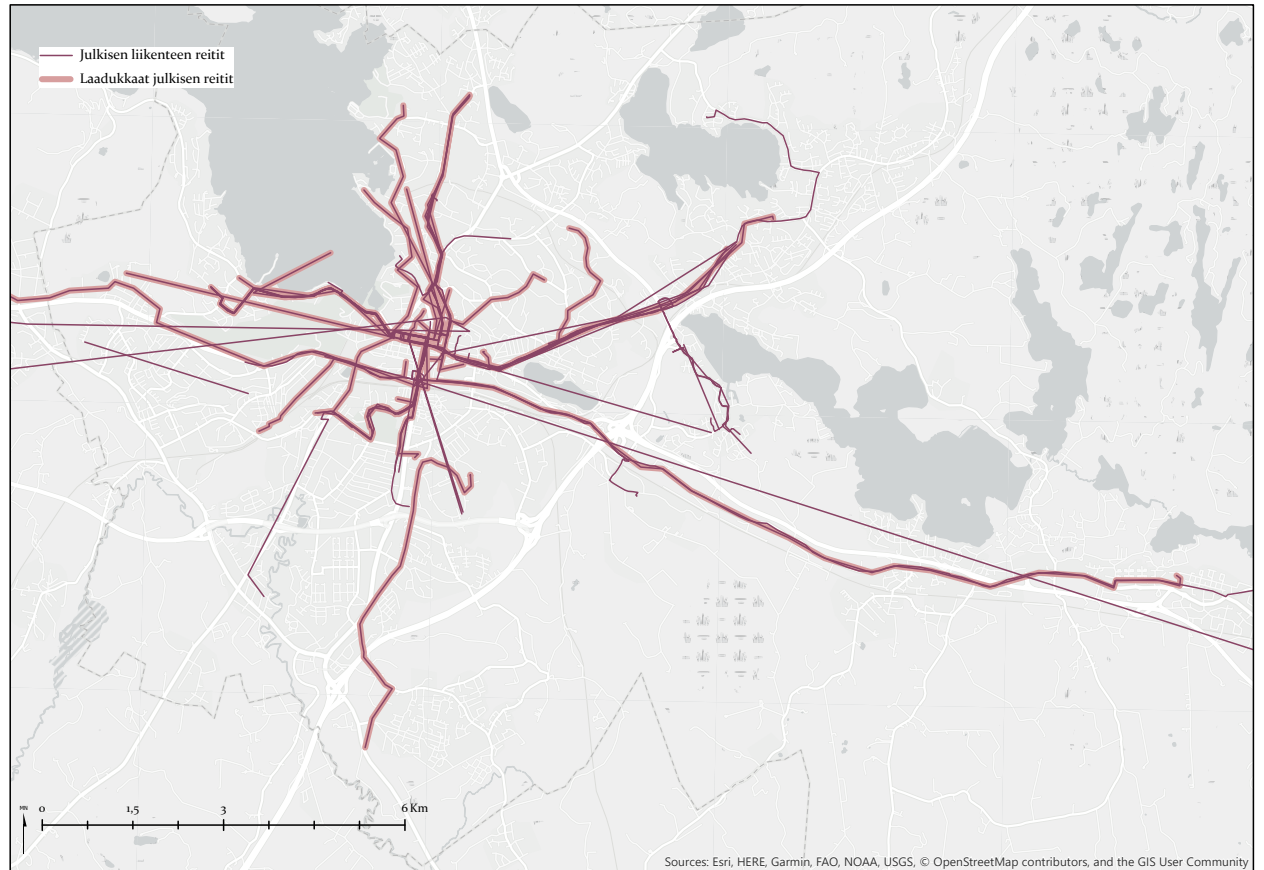 Julkisen liikenteen reitit
Laadukkaat julkisen reitit
MN
0 1,5 3 6 Km
Sources: Esri, HERE, Garmin, FAO, NOAA, USGS, © OpenStreetMap contributors, and the GIS User Community